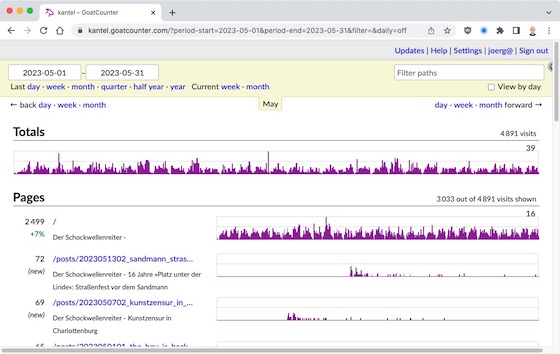 kantel – GoatCounter
kantel.goatcounter.com/?period-start=2023-05-01&period-end=2023-05-31&filter=&daily=off
Updates | Help | Settings | joerg@ | Sign out
2023-05-01 – 2023-05-31 Filter paths
Last day · week · month · quarter · half year · year Current week · month View by day
← back day · week · month May day · week · month forward →
Totals 4 891 visits
39
Pages 3 033 out of 4 891 visits shown
2 499 / 16
+7% Der Schockwellenreiter -
72 /posts/2023051302_sandmann_stras...
(new) Der Schockwellenreiter - 16 Jahre »Platz unter der
Linde«: Straßenfest vor dem Sandmann
69 /posts/2023050702_kunstzensur_in_...
(new) Der Schockwellenreiter - Kunstzensur in
Charlottenburg